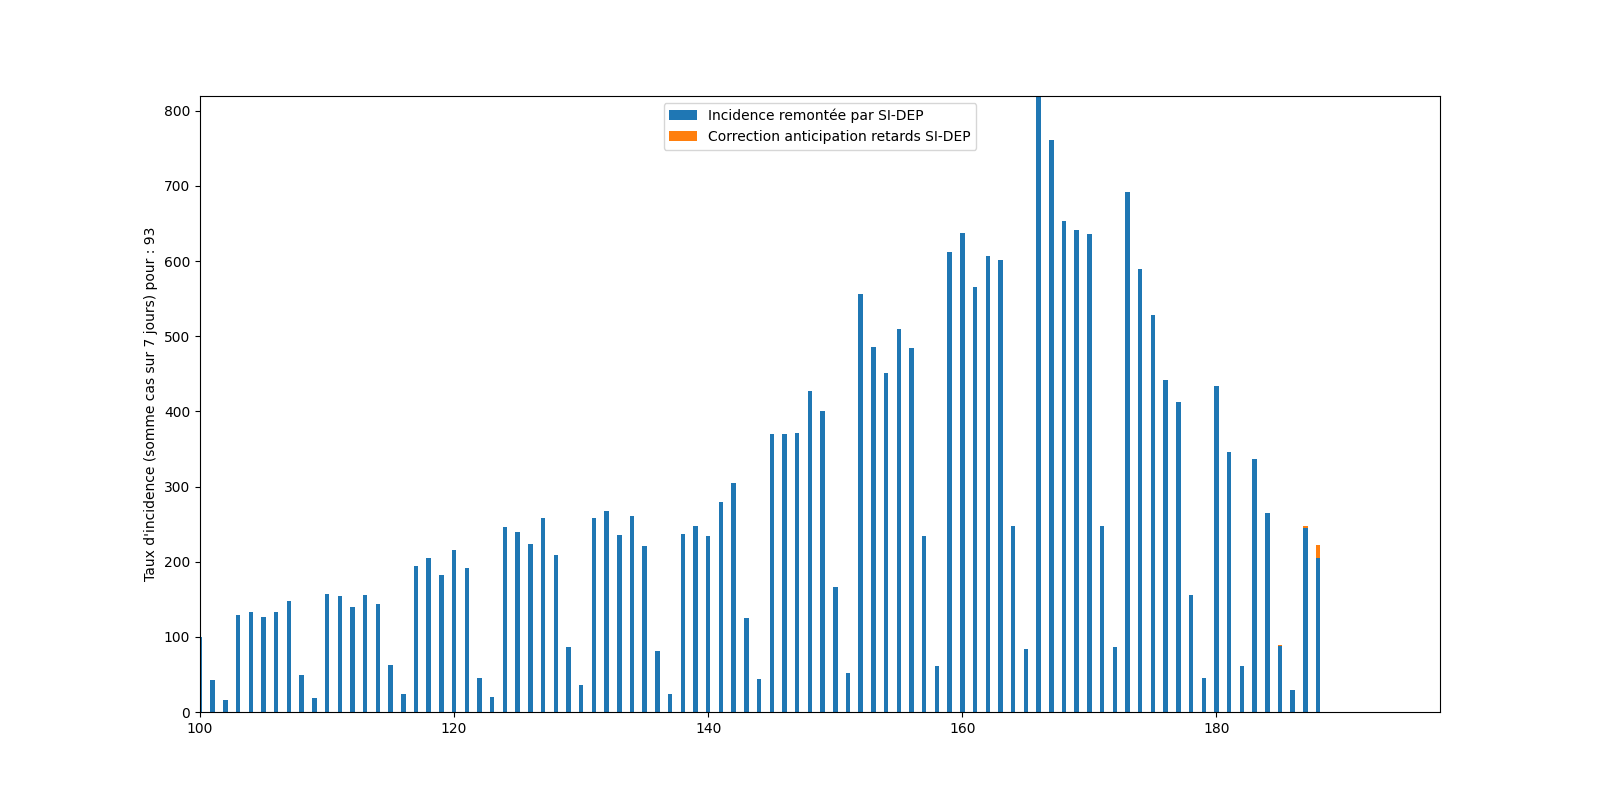 Incidence remontée par SI-DEP
Correction anticipation retards SI-DEP
Taux d'incidence (somme cas sur 7 jours) pour : 93
800
700
600
500
400
300
200
100
0
100 120 140 160 180